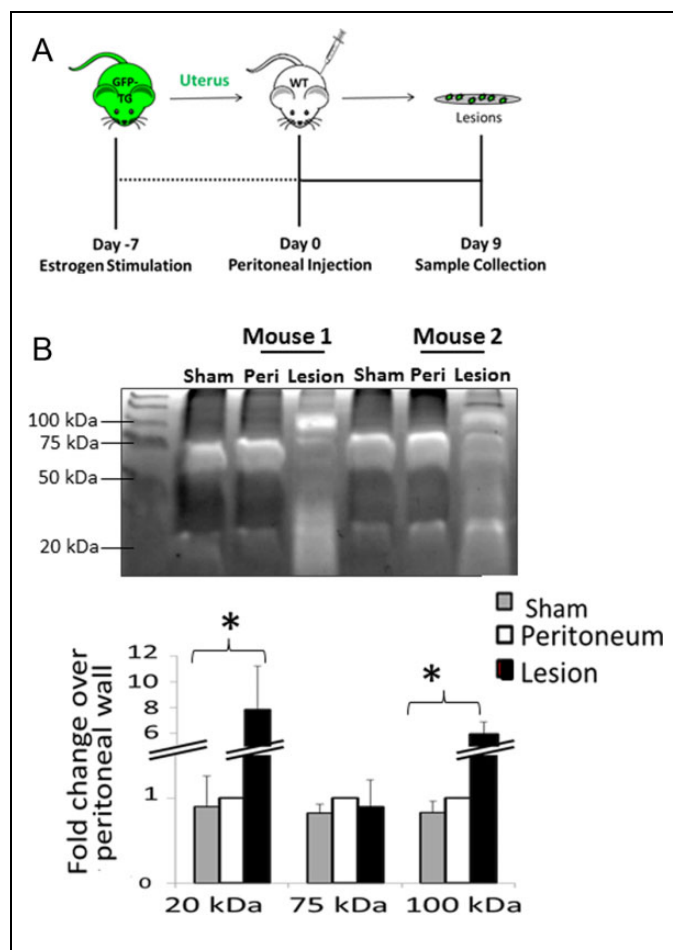 A
GFP-
TG
Uterus
WT
Lesions
Day -7
Estrogen Stimulation
Day 0
Peritoneal Injection
Day 9
Sample Collection
B
Mouse 1 Mouse 2
Sham Peri Lesion Sham Peri Lesion
100 kDa
75 kDa
50 kDa
20 kDa
Sham
Peritoneum
Lesion
* *
Fold change over
peritoneal wall
12
10
8
6
1
0
20 kDa 75 kDa 100 kDa